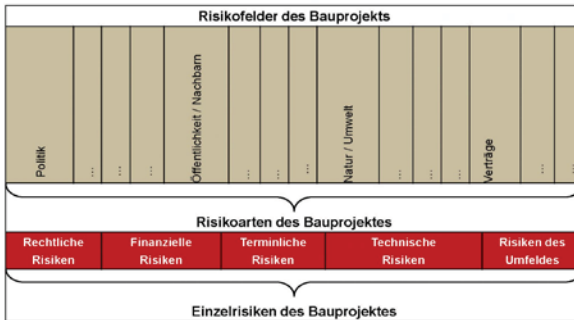 Risikofelder des Bauprojekts
Politik
...
...
...
Öffentlichkeit / Nachbarn
...
...
...
Natur / Umwelt
...
...
...
Verträge
...
...
Risikoarten des Bauprojektes
Rechtliche
Risiken
Finanzielle
Risiken
Terminliche
Risiken
Technische
Risiken
Risiken des
Umfeldes
Einzelrisiken des Bauprojektes